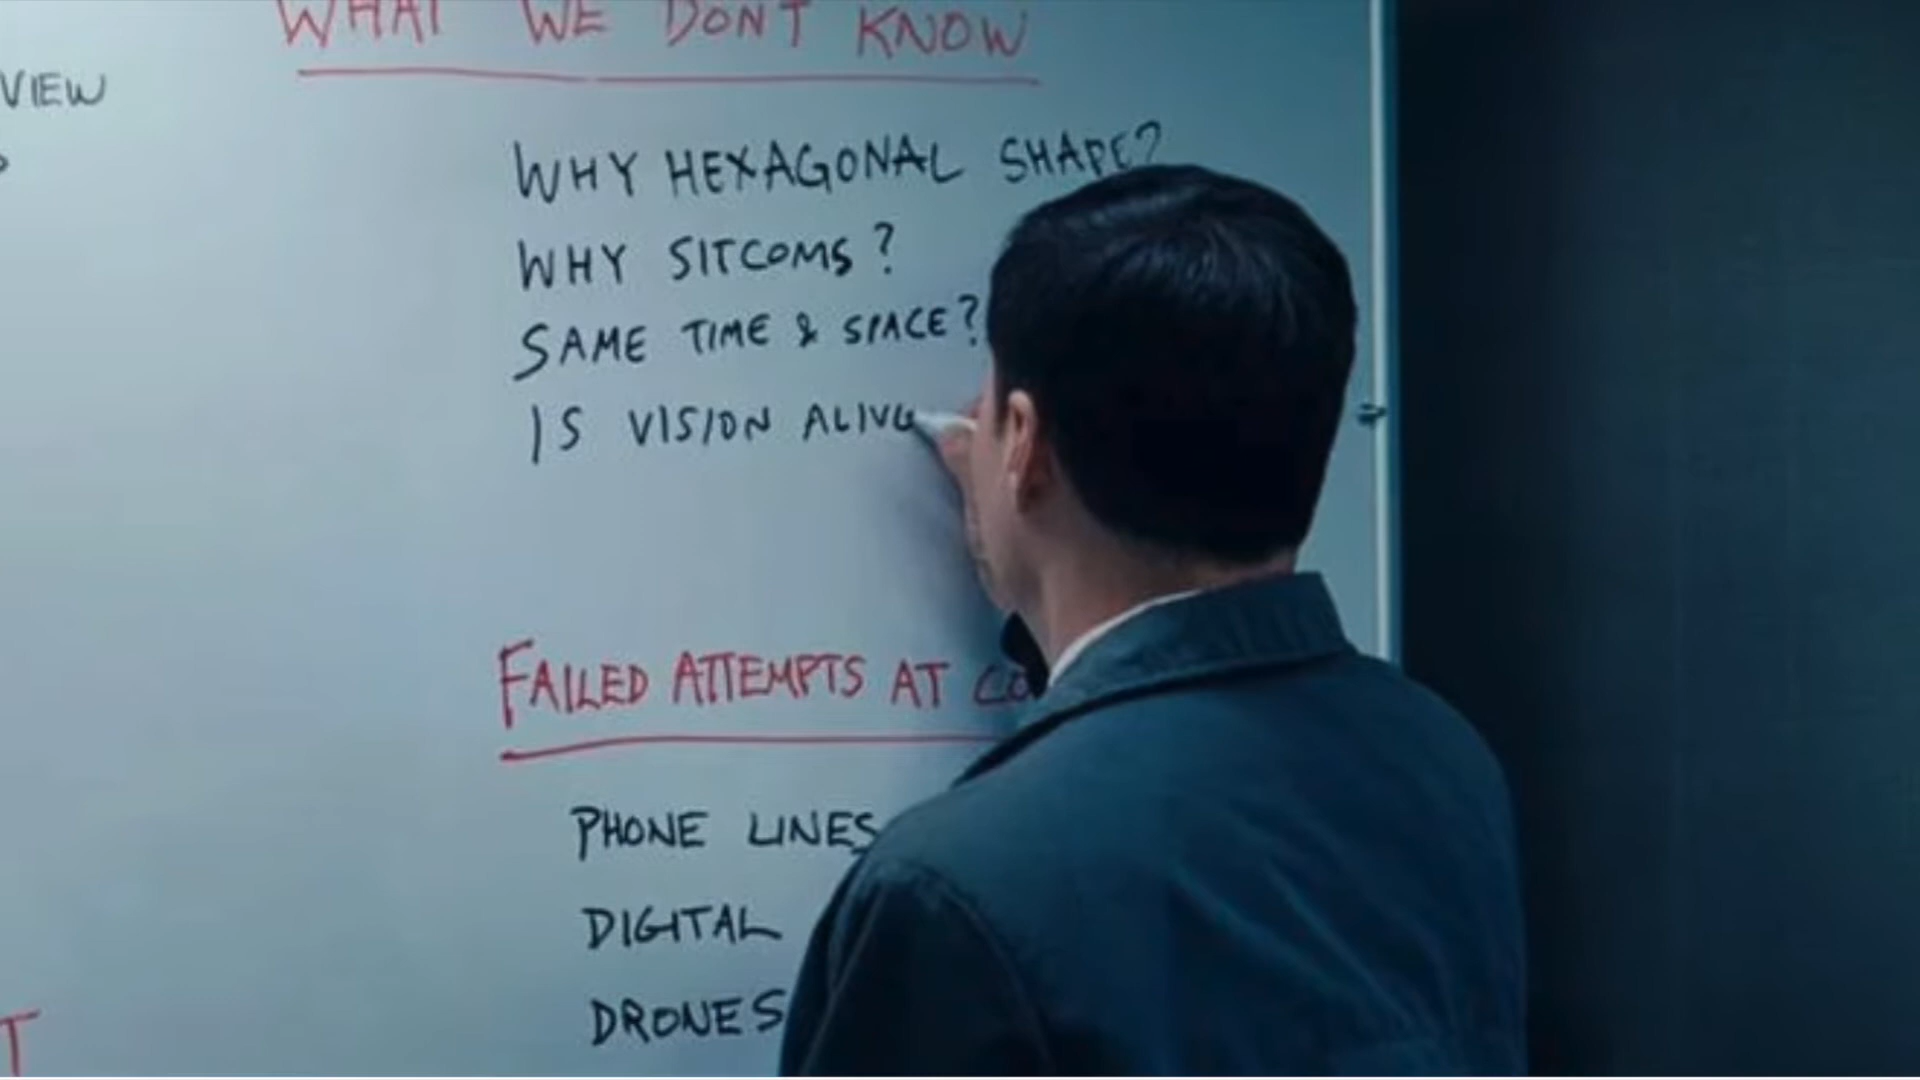 WHAT WE DON'T KNOW
VIEW
WHY HEXAGONAL SHAPE?
WHY SITCOMS?
SAME TIME & SPACE?
IS VISION ALIVE
FAILED ATTEMPTS AT CO
PHONE LINES
DIGITAL
DRONES
T